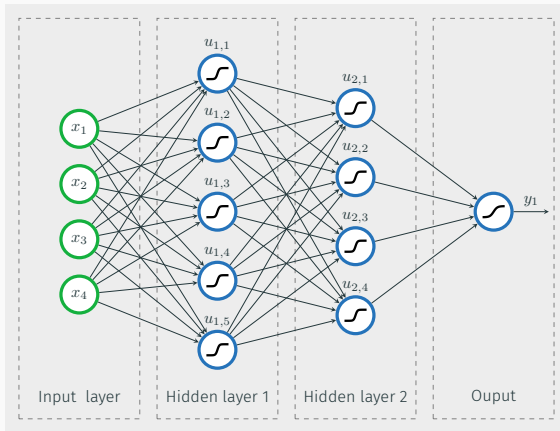 u1,1
u2,1
x1
u1,2
u2,2
x2
u1,3
y1
x3
u2,3
u1,4
x4
u2,4
u1,5
Input layer
Hidden layer 1
Hidden layer 2
Ouput